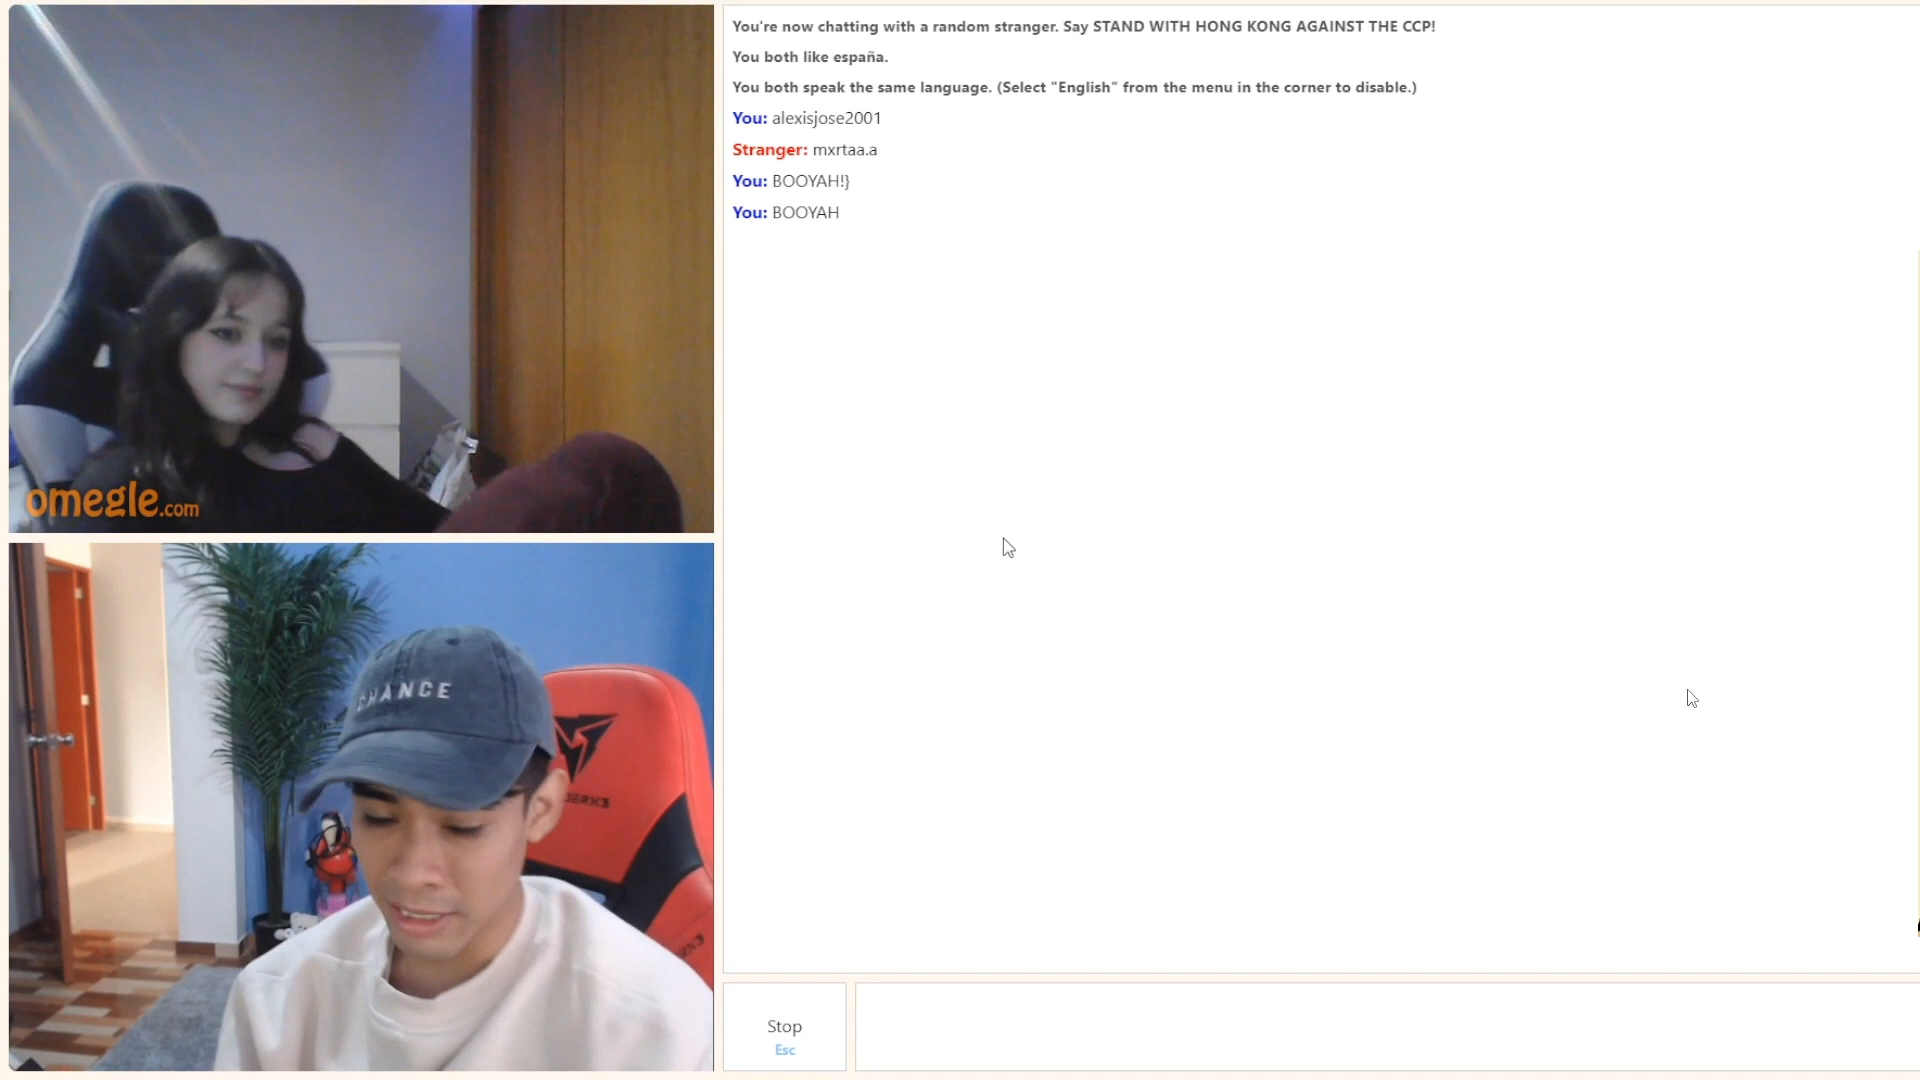 You're now chatting with a random stranger. Say STAND WITH HONG KONG AGAINST THE CCP!
You both like españa.
You both speak the same language. (Select "English" from the menu in the corner to disable.)
You: alexisjose2001
Stranger: mxrtaa.a
You: BOOYAH!}
You: BOOYAH
omegle.com
CHANCE
Stop
Esc